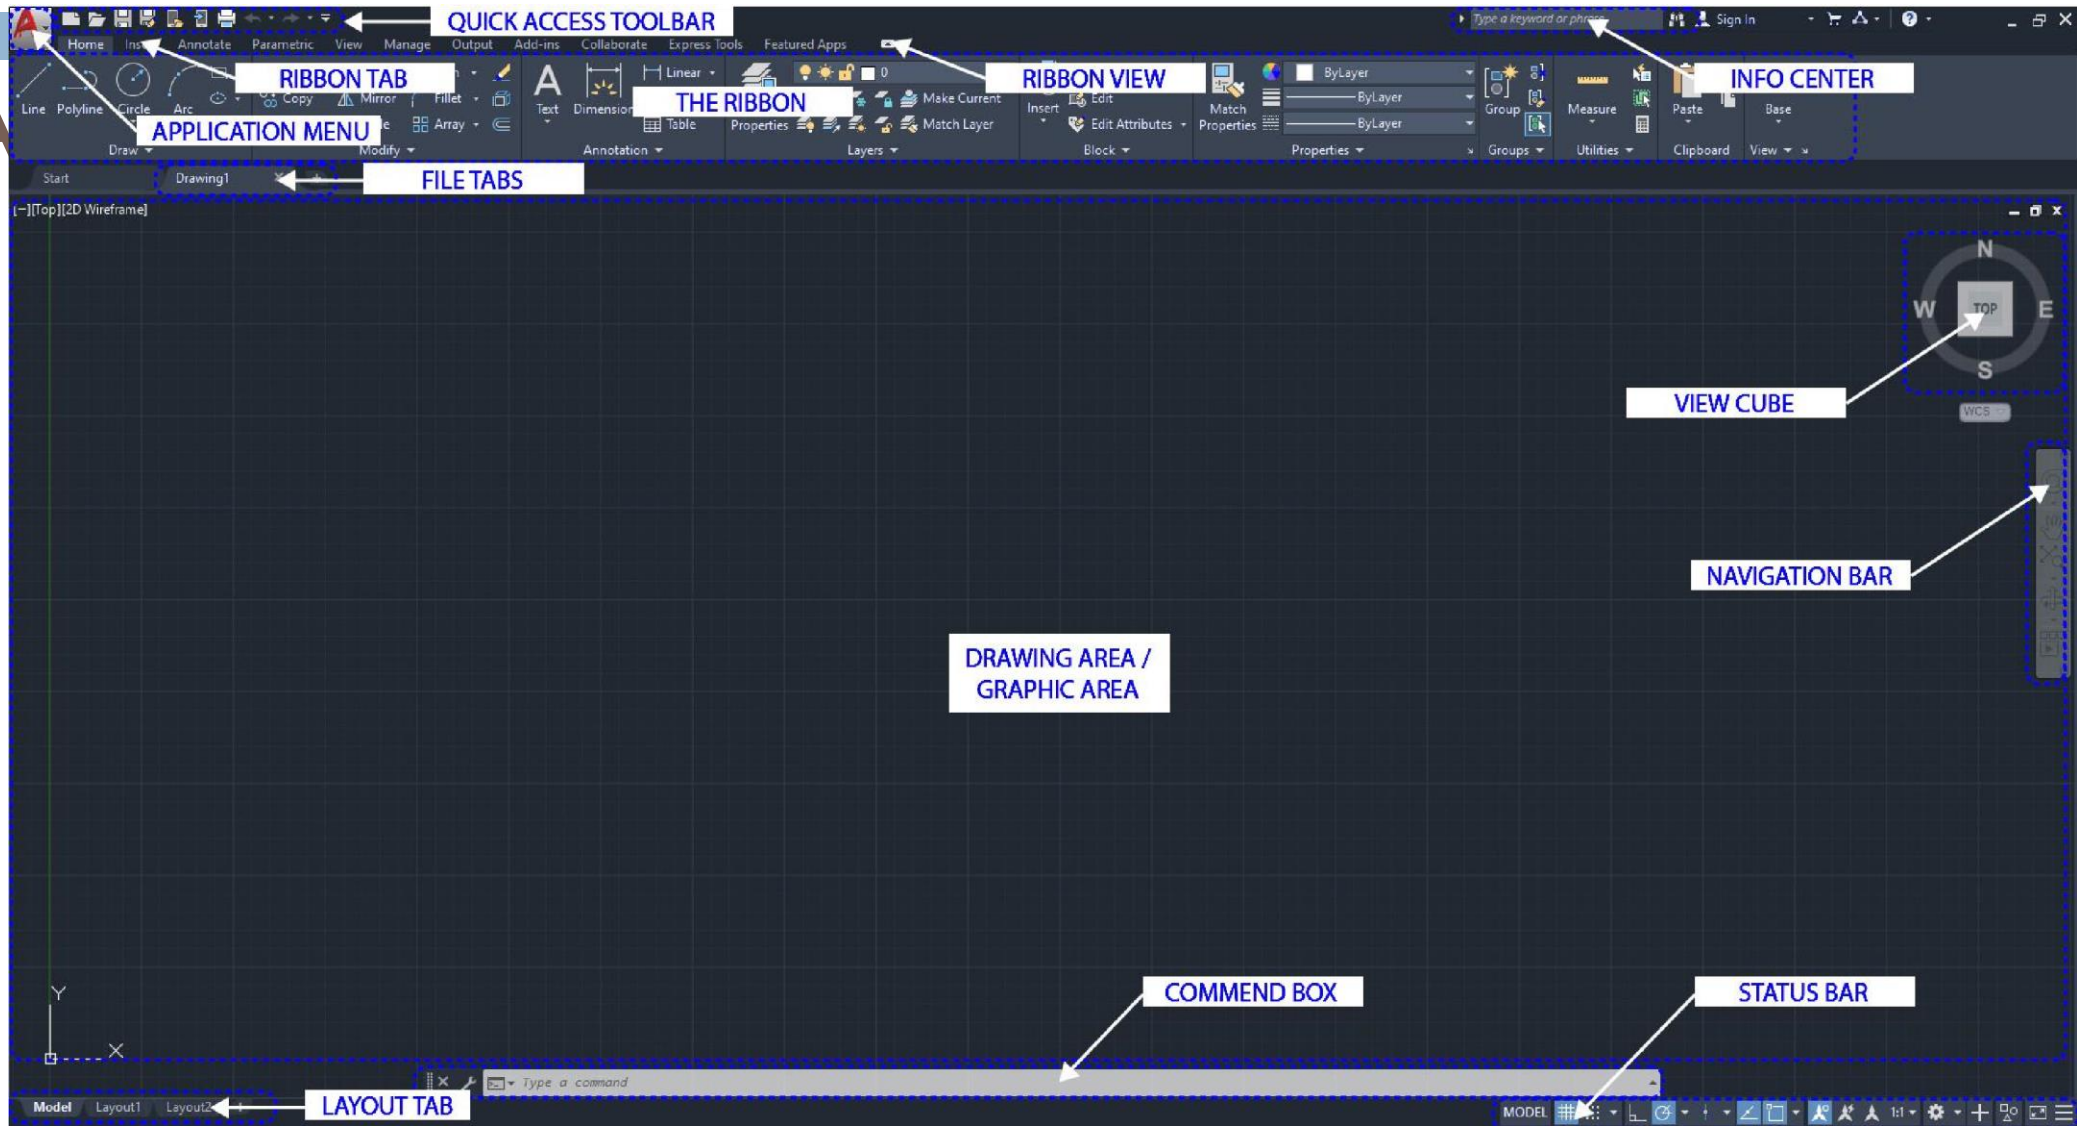 QUICK ACCESS TOOLBAR
Type a keyword or phrase
Sign In
Home Annotate Parametric View Manage Output Add-ins Collaborate Express Tools Featured Apps
RIBBON TAB
RIBBON VIEW
INFO CENTER
THE RIBBON
APPLICATION MENU
Line Polyline Circle Arc
Draw
Copy Mirror Fillet
Array
Modify
Text
Linear
Table
Annotation
Properties
0
Make Current
Match Layer
Layers
Insert
Edit
Edit Attributes
Block
Match
Properties
ByLayer
ByLayer
ByLayer
Properties
Group
Groups
Measure
Utilities
Paste
Clipboard
Base
View
Start Drawing1
FILE TABS
[−][Top][2D Wireframe]
N
W TOP E
S
VIEW CUBE
WCS
NAVIGATION BAR
DRAWING AREA /
GRAPHIC AREA
COMMEND BOX
STATUS BAR
Y
X
Type a command
Model Layout1 Layout2
LAYOUT TAB
MODEL 1:1